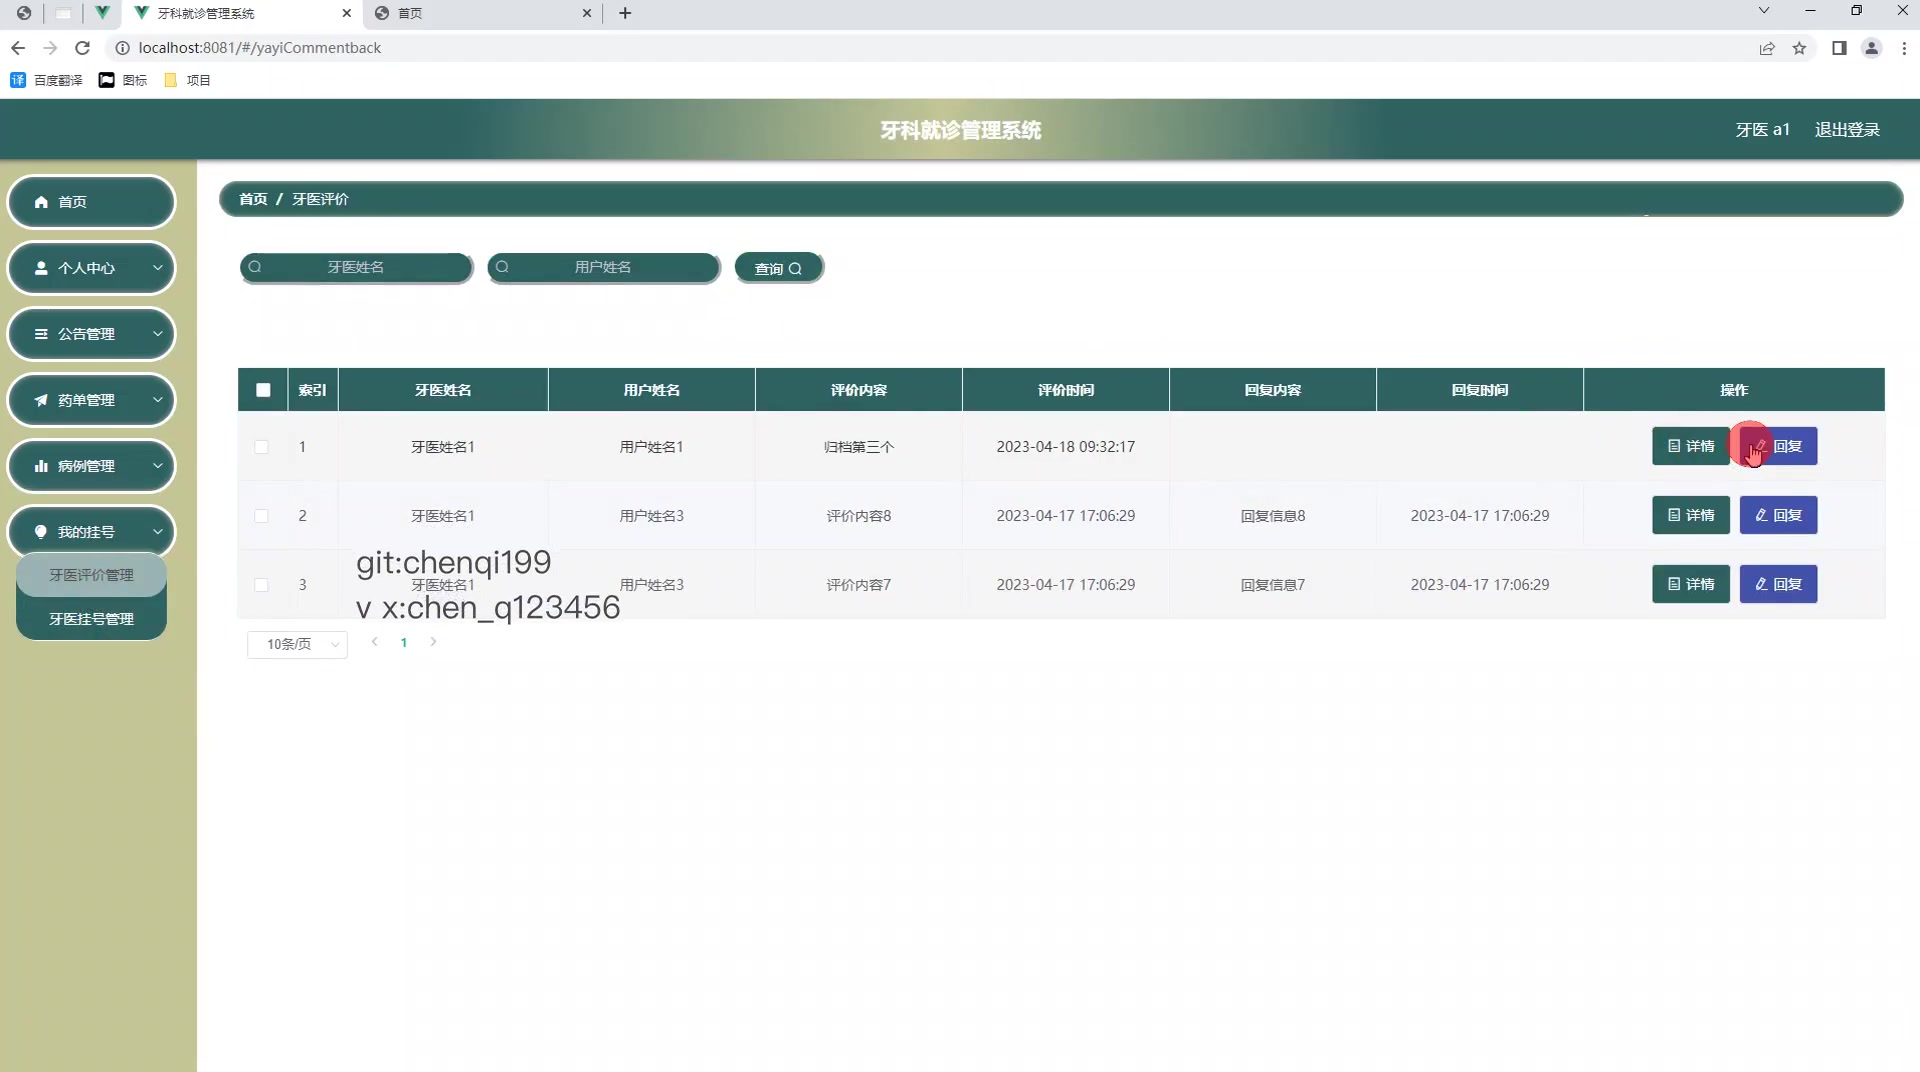 牙科就诊管理系统
首页
localhost:8081/#/yayiCommentback
百度翻译
图标
项目
牙科就诊管理系统
牙医 a1
退出登录
首页
个人中心
公告管理
药单管理
病例管理
我的挂号
牙医评价管理
牙医挂号管理
首页 / 牙医评价
牙医姓名
用户姓名
查询
索引 牙医姓名 用户姓名 评价内容 评价时间 回复内容 回复时间 操作
1 牙医姓名1 用户姓名1 归档第三个 2023-04-18 09:32:17 详情 回复
2 牙医姓名1 用户姓名3 评价内容8 2023-04-17 17:06:29 回复信息8 2023-04-17 17:06:29 详情 回复
3 牙医姓名1 用户姓名3 评价内容7 2023-04-17 17:06:29 回复信息7 2023-04-17 17:06:29 详情 回复
git:chenqi199
v x:chen_q123456
10条/页
1